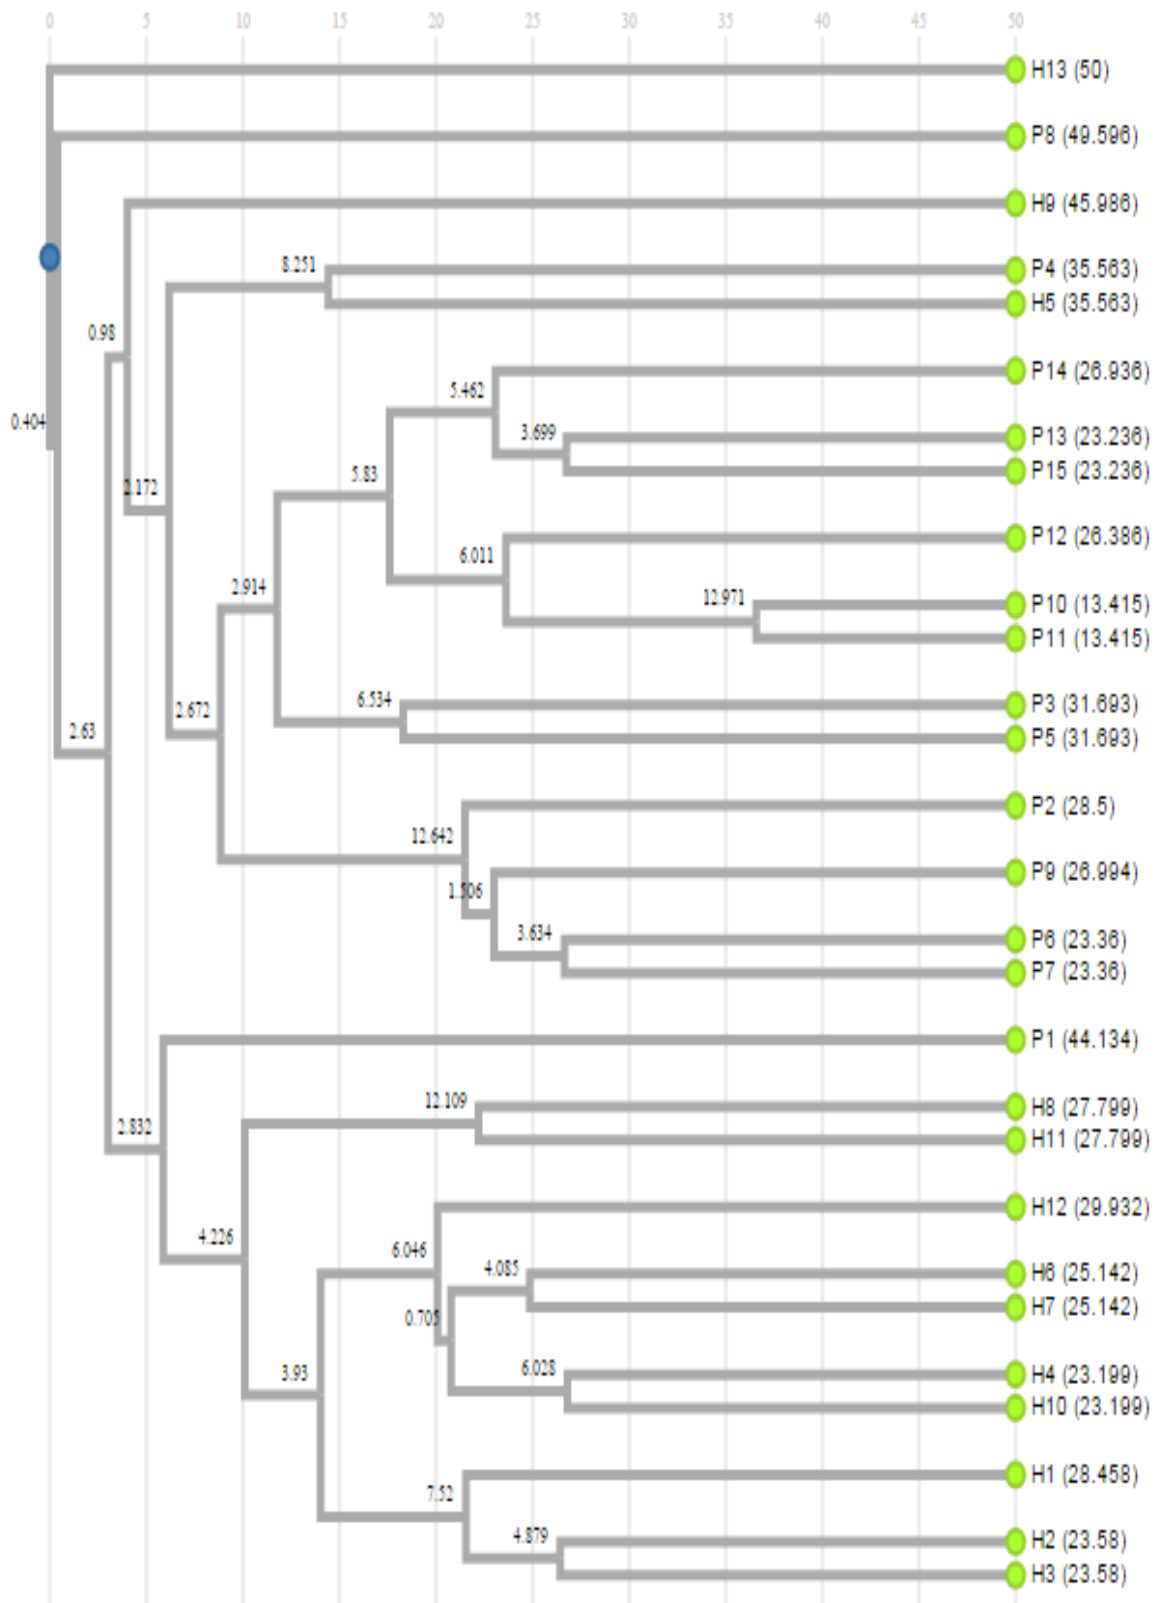 0 5 10 15 20 25 30 35 40 45 50
H13 (50)
P8 (49.596)
H9 (45.986)
8.251
P4 (35.563)
H5 (35.563)
0.98
P14 (26.936)
5.462
0.404
3.699
P13 (23.236)
P15 (23.236)
5.83
2.172
P12 (26.386)
6.011
2.914
12.971
P10 (13.415)
P11 (13.415)
6.534
P3 (31.693)
2.672
2.63
P5 (31.693)
P2 (28.5)
12.642
P9 (26.994)
1.506
3.634
P6 (23.36)
P7 (23.36)
P1 (44.134)
12.109
H8 (27.799)
2.832
H11 (27.799)
H12 (29.932)
4.226
6.046
4.085
H6 (25.142)
H7 (25.142)
0.705
3.93
6.028
H4 (23.199)
H10 (23.199)
H1 (28.458)
7.52
4.879
H2 (23.58)
H3 (23.58)